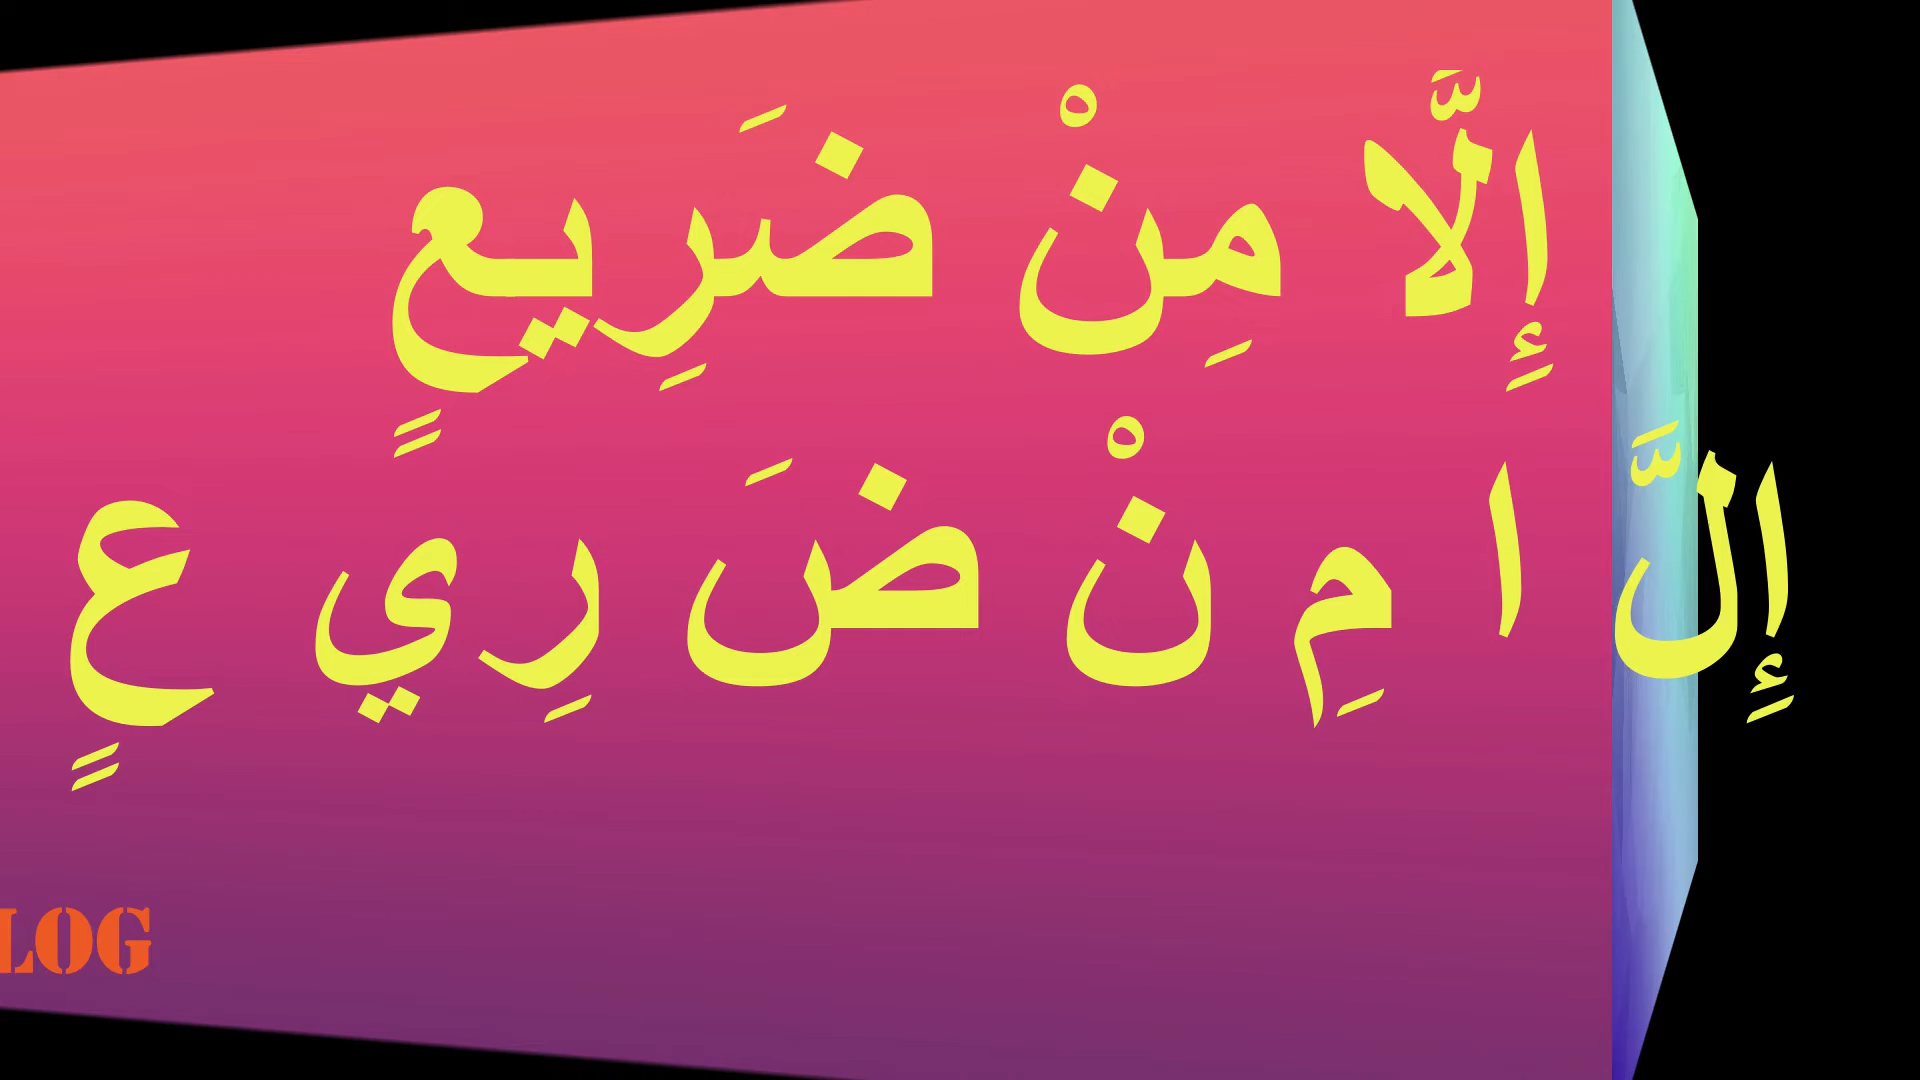 إِلَّا مِنْ ضَرِيعٍ
إِلَّ ا مِ نْ ضَ رِ ي عٍ
LOG